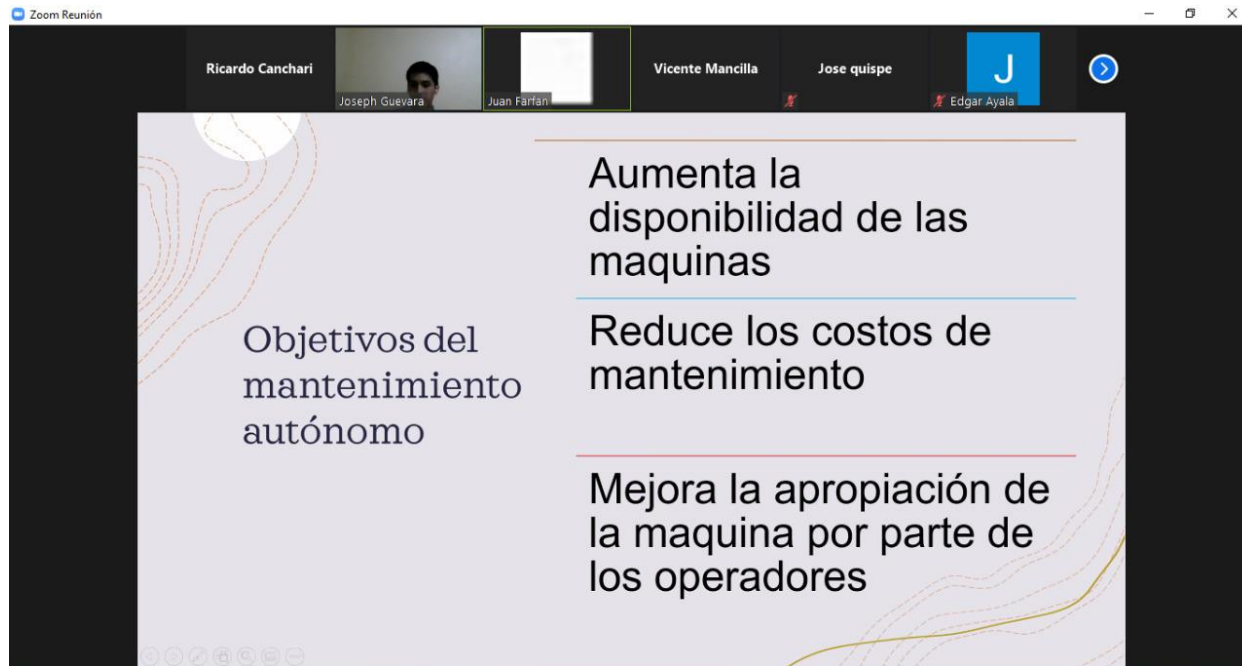 Zoom Reunión
Ricardo Canchari
Joseph Guevara
Juan Farfan
Vicente Mancilla
Jose quispe
J
Edgar Ayala
Objetivos del
mantenimiento
autónomo
Aumenta la
disponibilidad de las
maquinas
Reduce los costos de
mantenimiento
Mejora la apropiación de
la maquina por parte de
los operadores